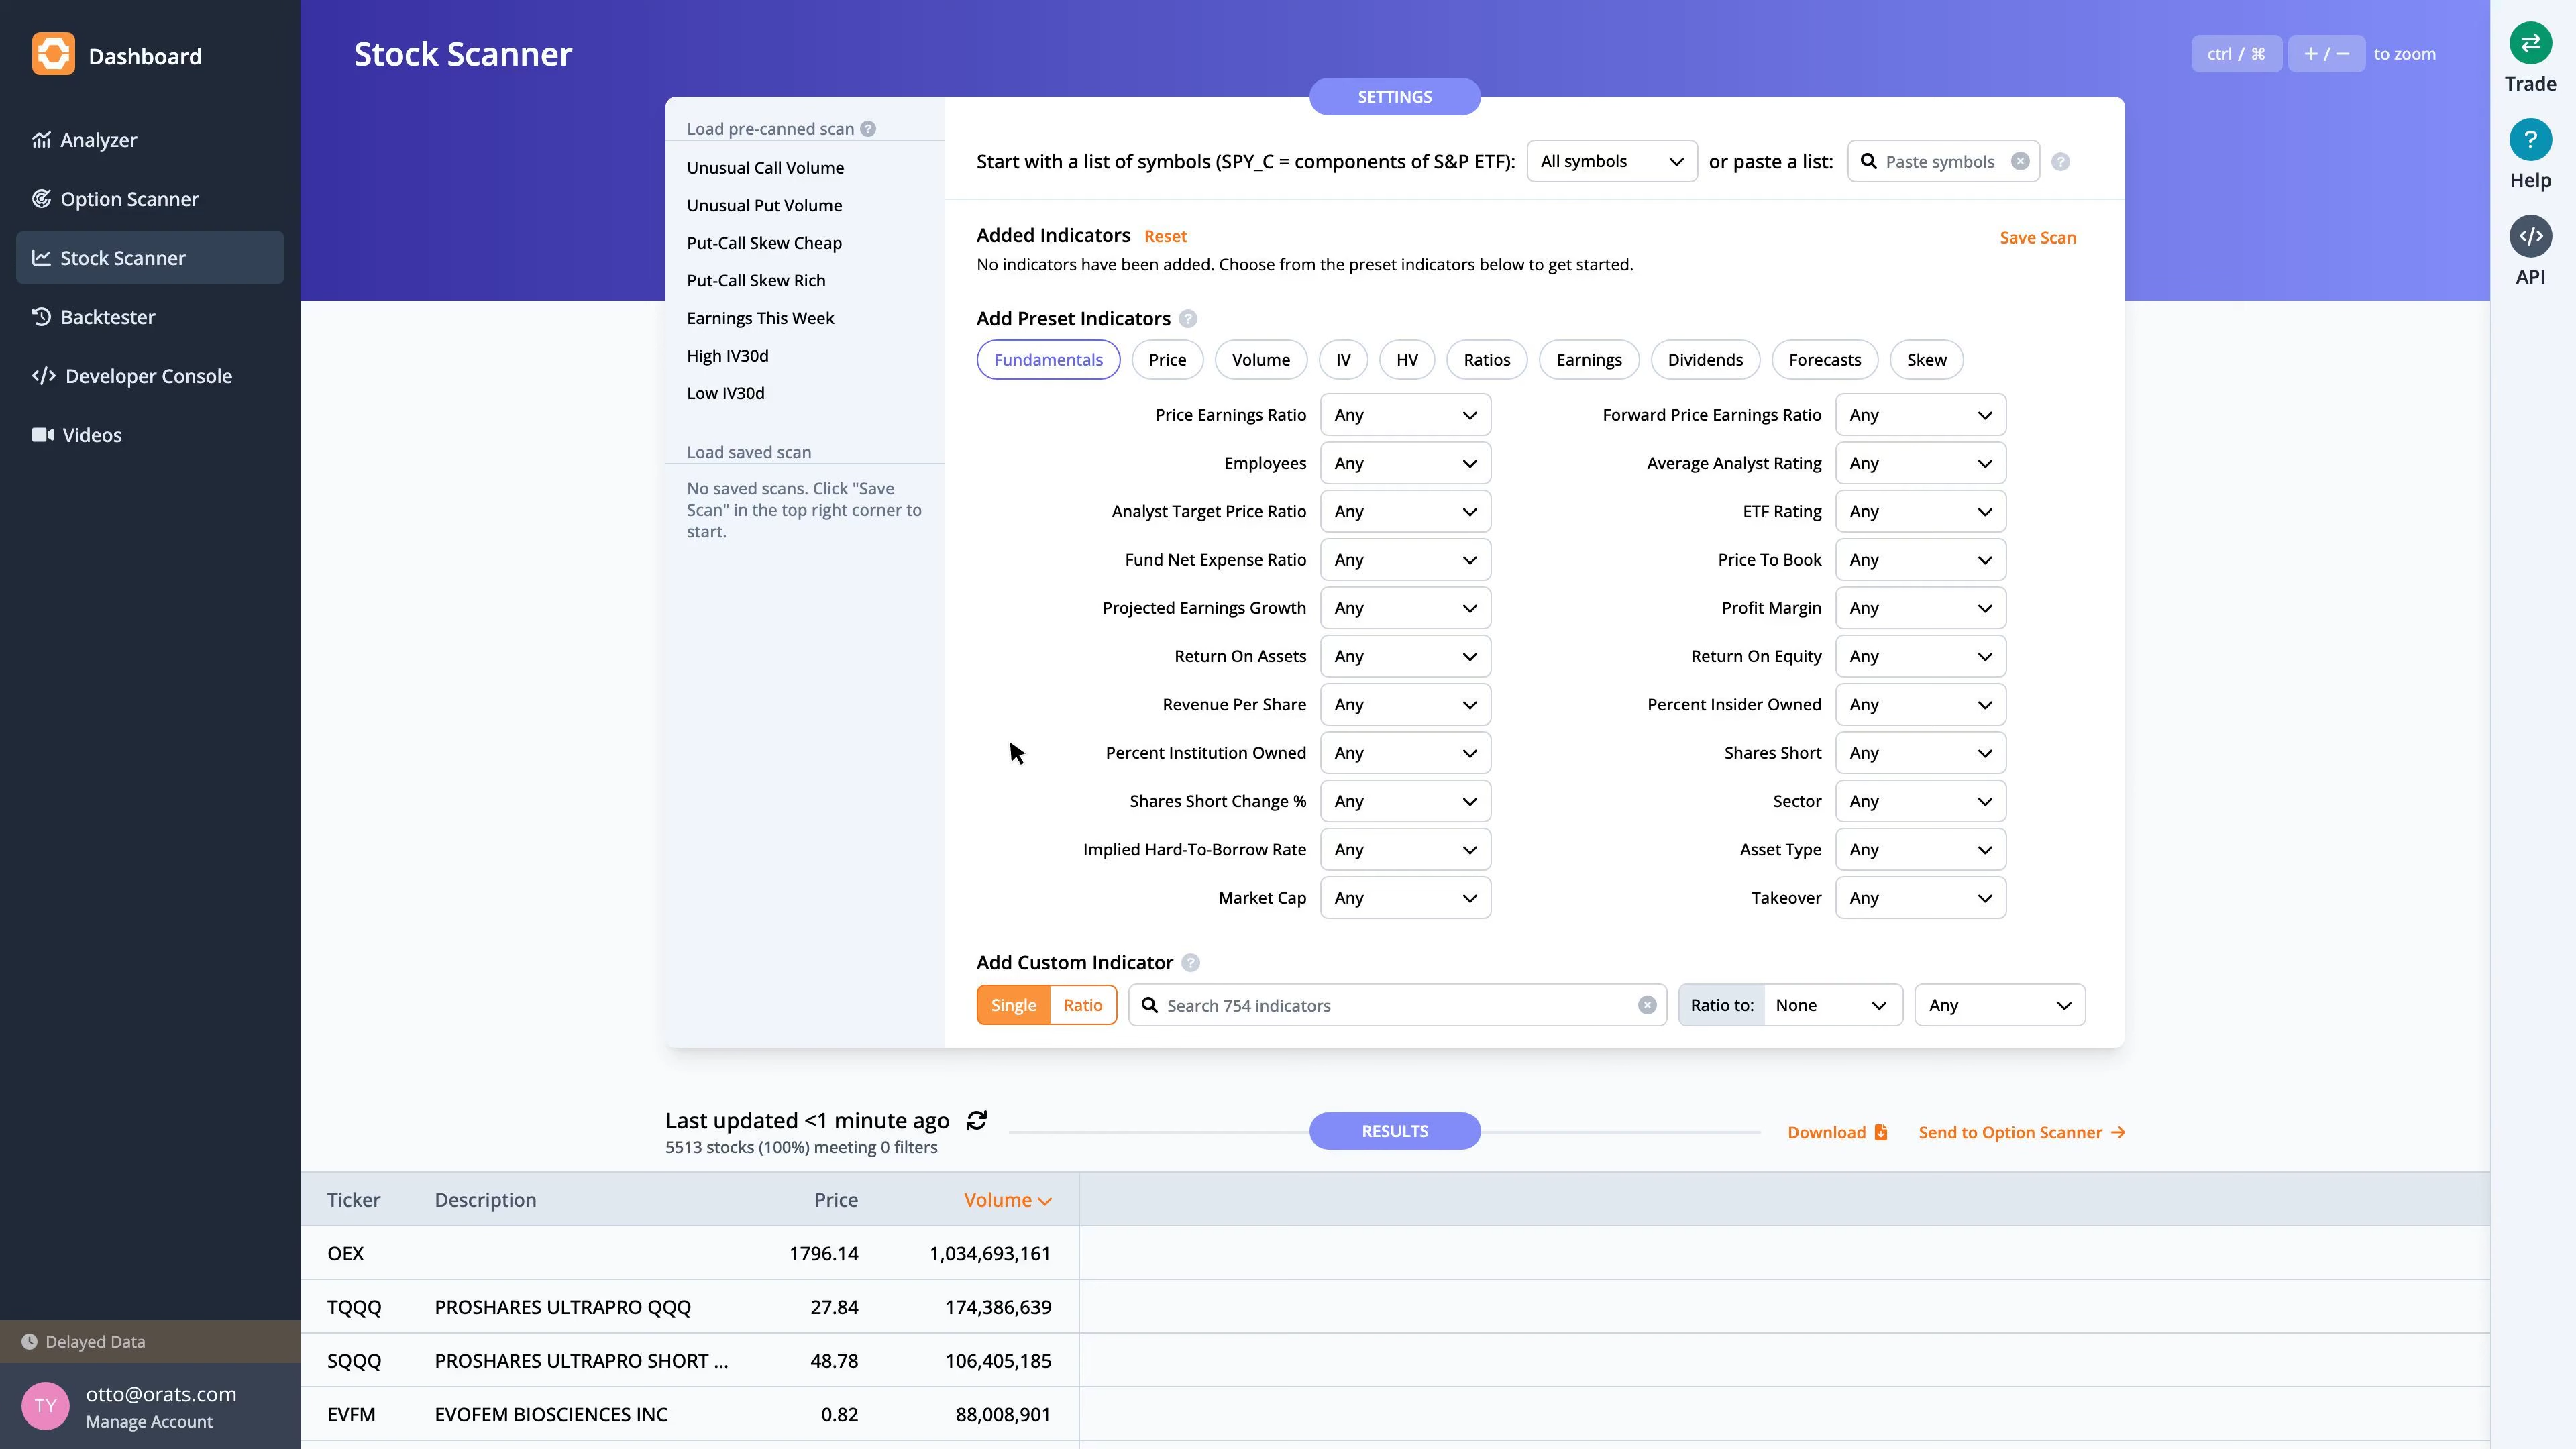 Dashboard
Analyzer
Option Scanner
Stock Scanner
Backtester
Developer Console
Videos
Delayed Data
TY
otto@orats.com
Manage Account
Stock Scanner
ctrl / ⌘ + / − to zoom
SETTINGS
Load pre-canned scan ?
Unusual Call Volume
Unusual Put Volume
Put-Call Skew Cheap
Put-Call Skew Rich
Earnings This Week
High IV30d
Low IV30d
Load saved scan
No saved scans. Click "Save
Scan" in the top right corner to
start.
Start with a list of symbols (SPY_C = components of S&P ETF): All symbols or paste a list: Paste symbols ?
Added Indicators Reset Save Scan
No indicators have been added. Choose from the preset indicators below to get started.
Add Preset Indicators ?
Fundamentals Price Volume IV HV Ratios Earnings Dividends Forecasts Skew
Price Earnings Ratio Any Forward Price Earnings Ratio Any
Employees Any Average Analyst Rating Any
Analyst Target Price Ratio Any ETF Rating Any
Fund Net Expense Ratio Any Price To Book Any
Projected Earnings Growth Any Profit Margin Any
Return On Assets Any Return On Equity Any
Revenue Per Share Any Percent Insider Owned Any
Percent Institution Owned Any Shares Short Any
Shares Short Change % Any Sector Any
Implied Hard-To-Borrow Rate Any Asset Type Any
Market Cap Any Takeover Any
Add Custom Indicator ?
Single Ratio Search 754 indicators Ratio to: None Any
Last updated <1 minute ago
5513 stocks (100%) meeting 0 filters
RESULTS
Download Send to Option Scanner →
Ticker Description Price Volume
OEX 1796.14 1,034,693,161
TQQQ PROSHARES ULTRAPRO QQQ 27.84 174,386,639
SQQQ PROSHARES ULTRAPRO SHORT ... 48.78 106,405,185
EVFM EVOFEM BIOSCIENCES INC 0.82 88,008,901
Trade
?
Help
</>
API